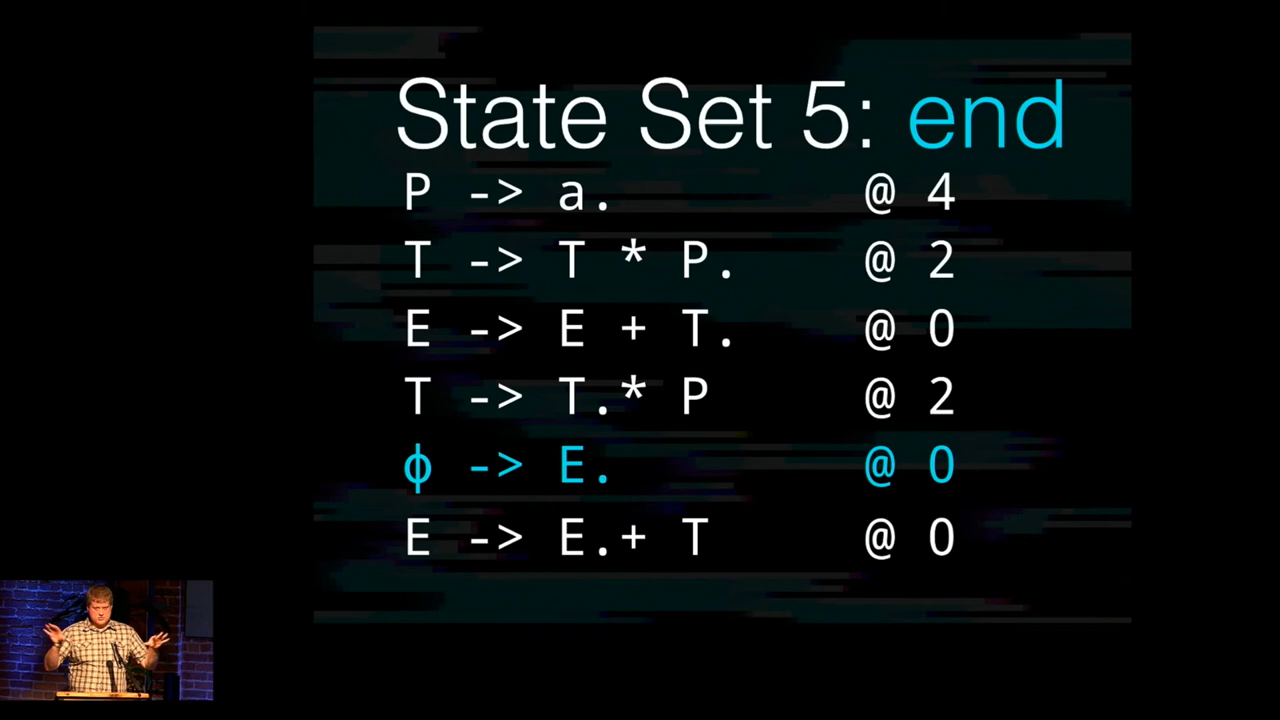 State Set 5: end
P -> a. @ 4
T -> T * P. @ 2
E -> E + T. @ 0
T -> T.* P @ 2
ϕ -> E. @ 0
E -> E.+ T @ 0